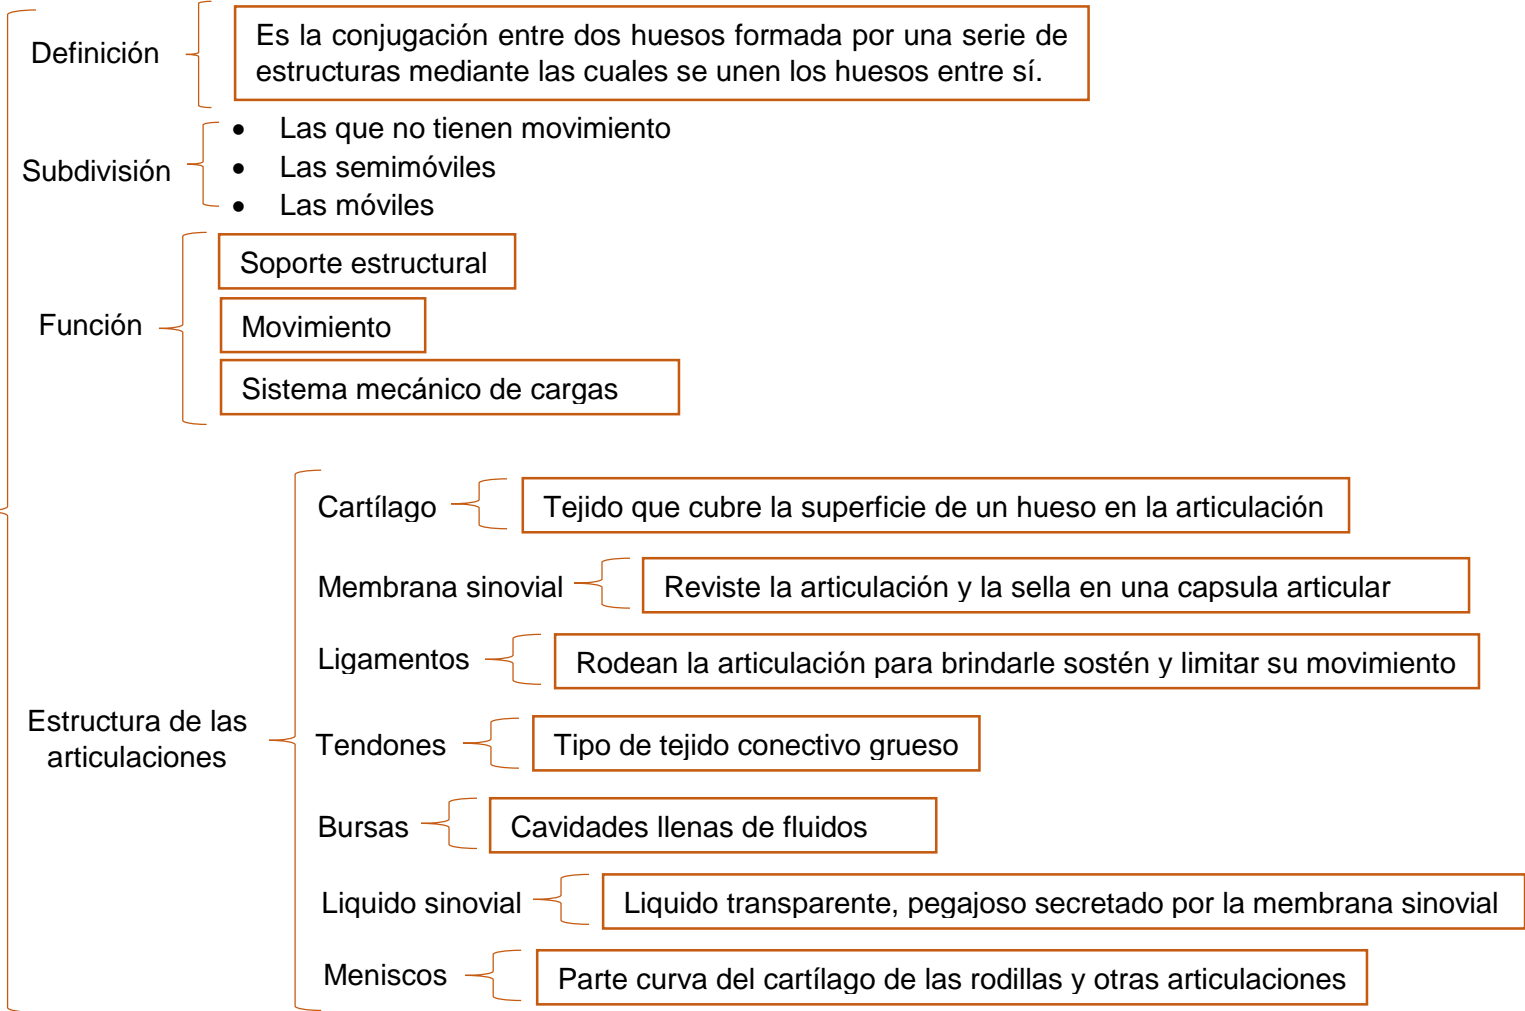 Definición
Es la conjugación entre dos huesos formada por una serie de
estructuras mediante las cuales se unen los huesos entre sí.
Subdivisión
• Las que no tienen movimiento
• Las semimóviles
• Las móviles
Función
Soporte estructural
Movimiento
Sistema mecánico de cargas
Estructura de las
articulaciones
Cartílago
Tejido que cubre la superficie de un hueso en la articulación
Membrana sinovial
Reviste la articulación y la sella en una capsula articular
Ligamentos
Rodean la articulación para brindarle sostén y limitar su movimiento
Tendones
Tipo de tejido conectivo grueso
Bursas
Cavidades llenas de fluidos
Liquido sinovial
Liquido transparente, pegajoso secretado por la membrana sinovial
Meniscos
Parte curva del cartílago de las rodillas y otras articulaciones